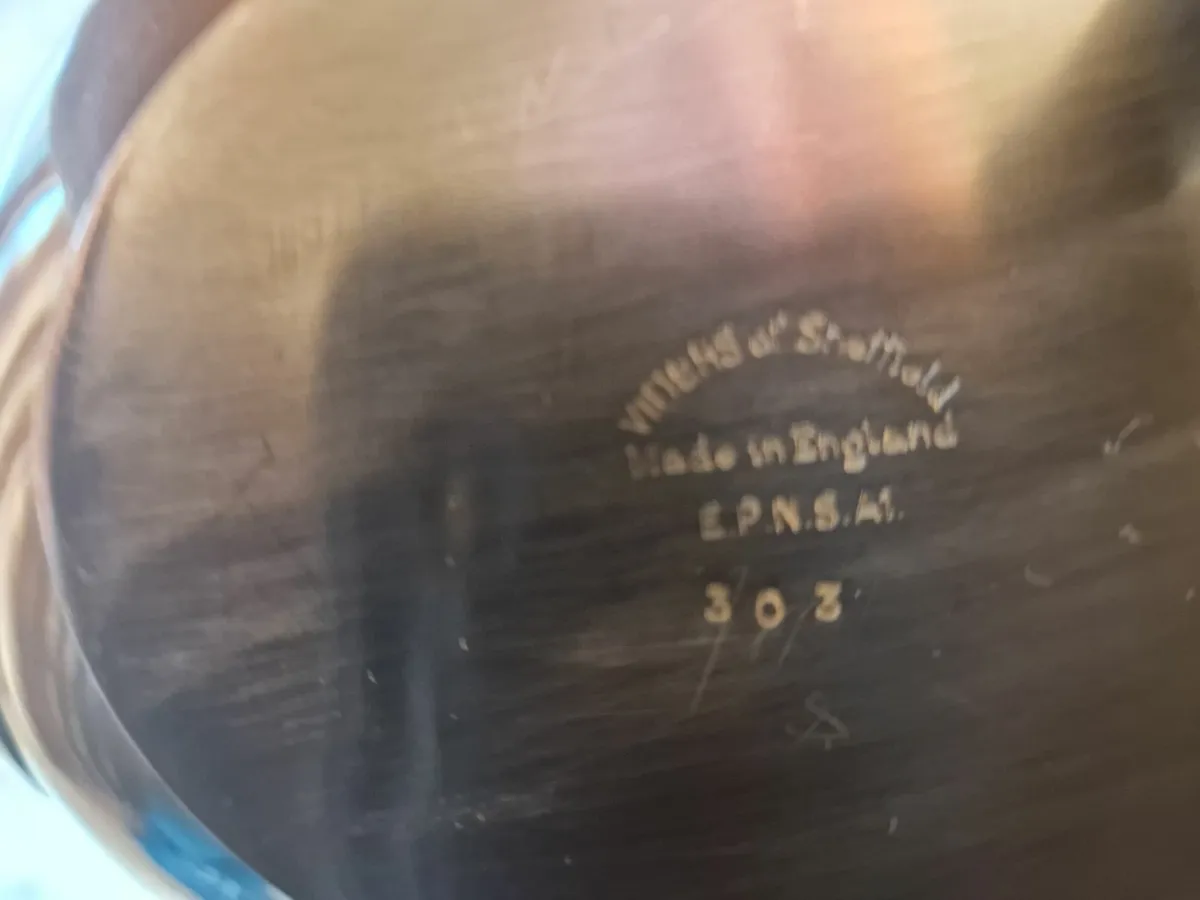 VINERS of Sheffield
Made in England
E.P.N.S.A1.
303